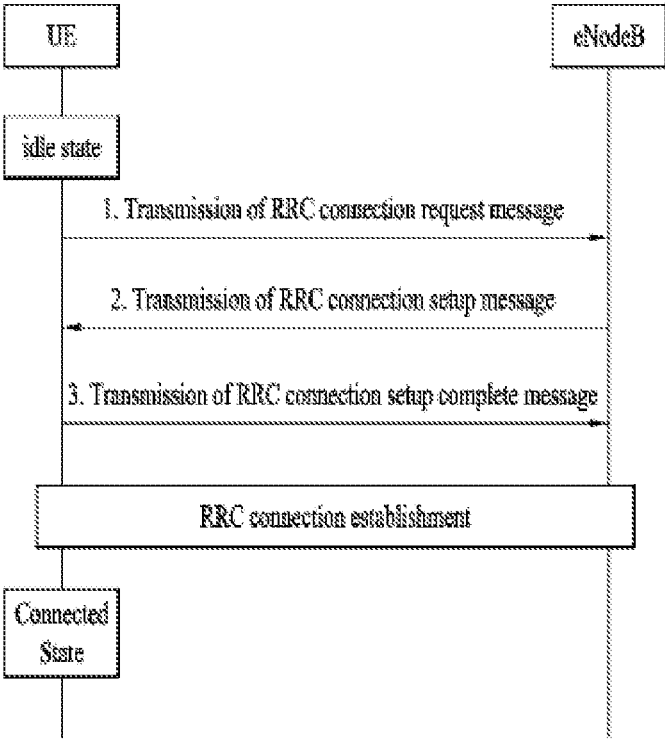 UE
eNodeB
idle state
1. Transmission of RRC connection request message
2. Transmission of RRC connection setup message
3. Transmission of RRC connection setup complete message
RRC connection establishment
Connected
State